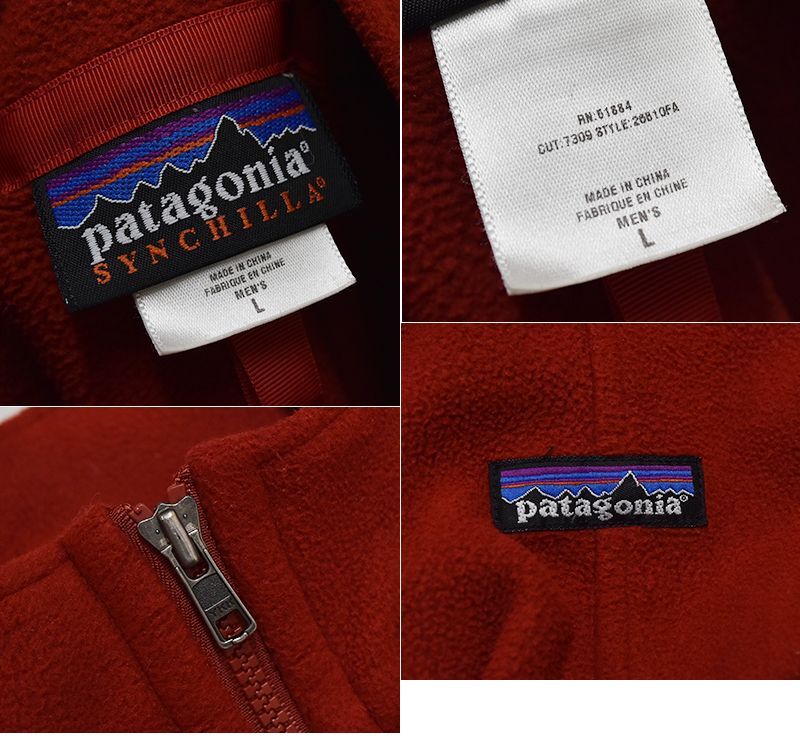 patagonia®
SYNCHILLA®
MADE IN CHINA
FABRIQUE EN CHINE
MEN'S
L
RN:51884
CUT:7309 STYLE:26810FA
MADE IN CHINA
FABRIQUE EN CHINE
MEN'S
L
YKK
patagonia®